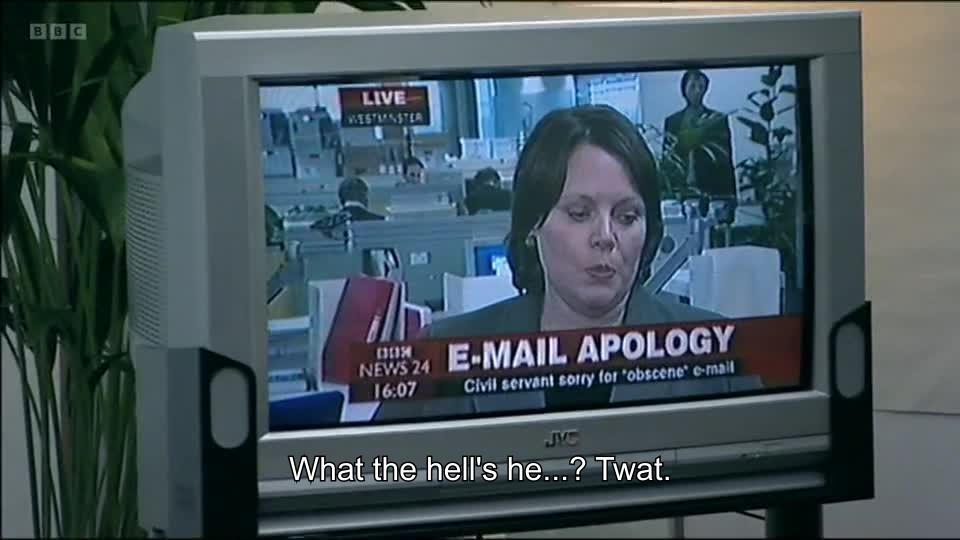 BBC
LIVE
WESTMINSTER
BBC
NEWS 24
16:07
E-MAIL APOLOGY
Civil servant sorry for 'obscene' e-mail
JVC
What the hell's he...? Twat.